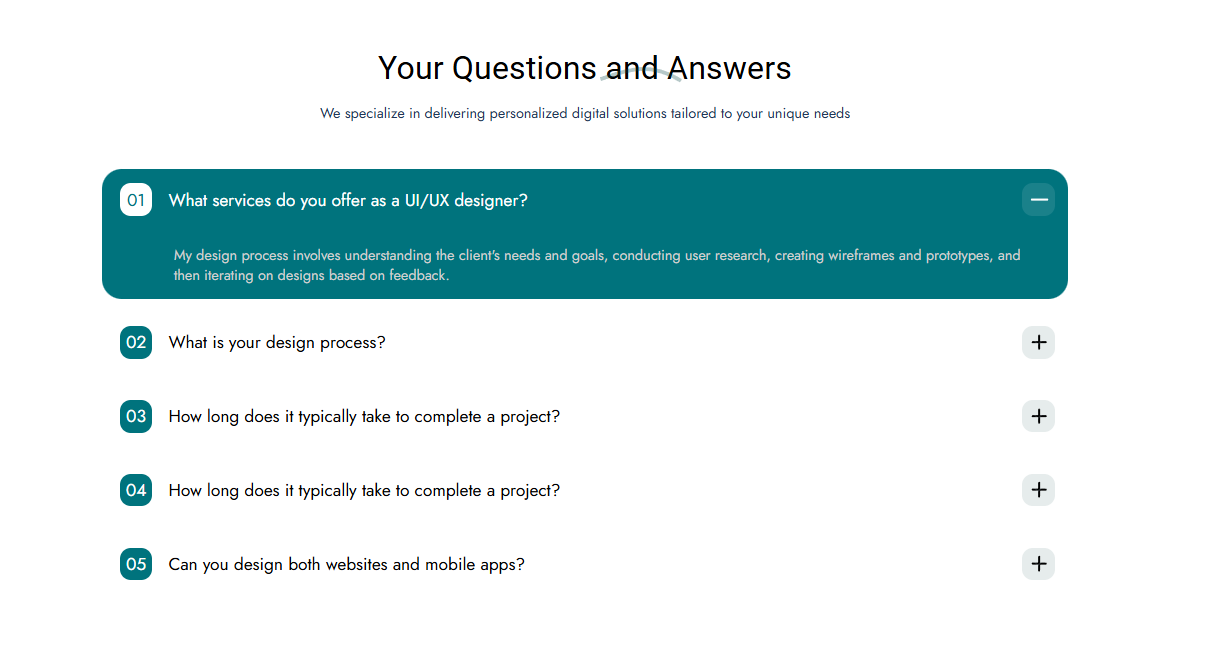 Your Questions and Answers
We specialize in delivering personalized digital solutions tailored to your unique needs
01 What services do you offer as a UI/UX designer?
My design process involves understanding the client's needs and goals, conducting user research, creating wireframes and prototypes, and
then iterating on designs based on feedback.
02 What is your design process?
03 How long does it typically take to complete a project?
04 How long does it typically take to complete a project?
05 Can you design both websites and mobile apps?